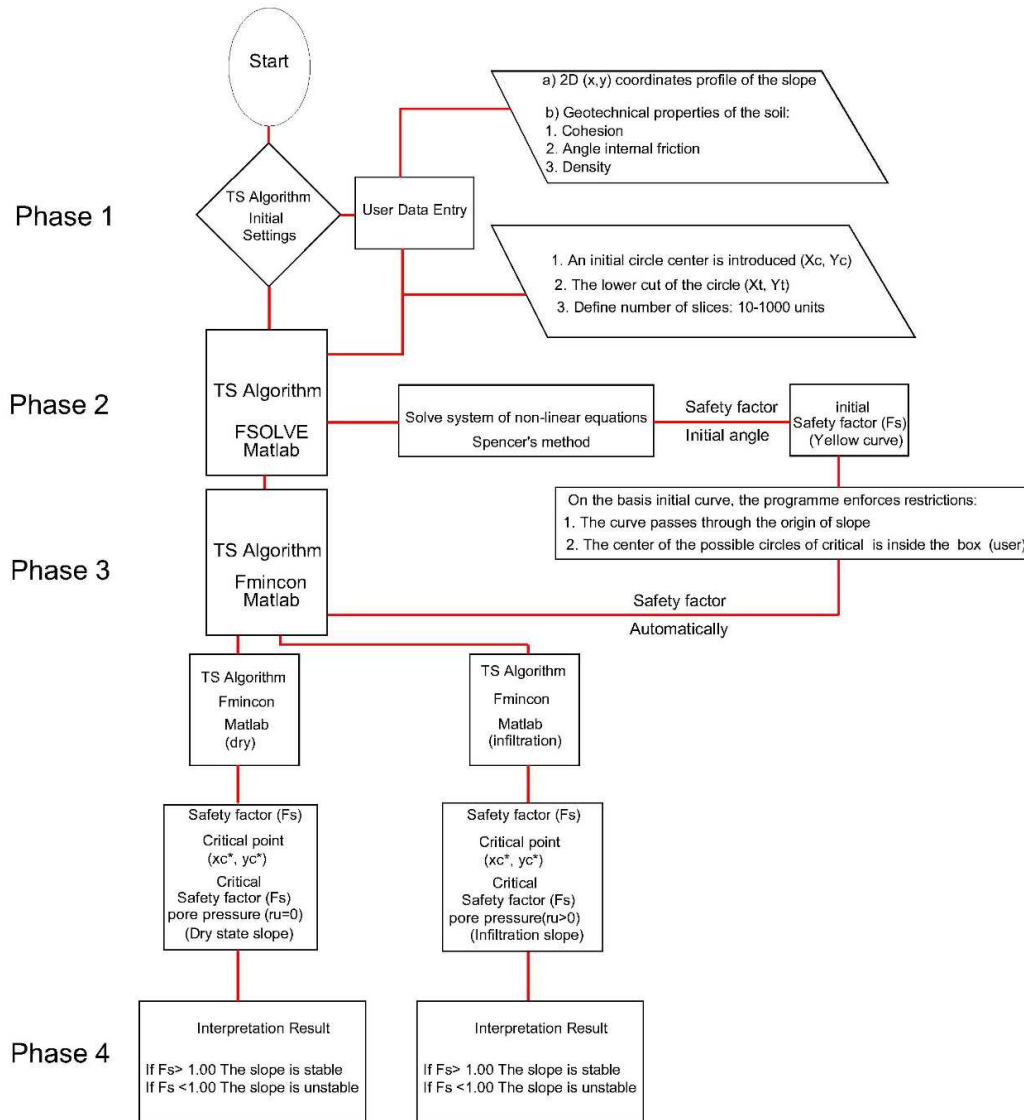 Start
a) 2D (x,y) coordinates profile of the slope
b) Geotechnical properties of the soil:
1. Cohesion
2. Angle internal friction
3. Density
Phase 1
TS Algorithm
Initial
Settings
User Data Entry
1. An initial circle center is introduced (Xc, Yc)
2. The lower cut of the circle (Xt, Yt)
3. Define number of slices: 10-1000 units
Phase 2
TS Algorithm
FSOLVE
Matlab
Solve system of non-linear equations
Spencer's method
Safety factor
Initial angle
initial
Safety factor (Fs)
(Yellow curve)
On the basis initial curve, the programme enforces restrictions:
1. The curve passes through the origin of slope
2. The center of the possible circles of critical is inside the box (user)
Phase 3
TS Algorithm
Fmincon
Matlab
Safety factor
Automatically
TS Algorithm
Fmincon
Matlab
(dry)
TS Algorithm
Fmincon
Matlab
(infiltration)
Safety factor (Fs)
Critical point
(xc*, yc*)
Critical
Safety factor (Fs)
pore pressure (ru=0)
(Dry state slope)
Safety factor (Fs)
Critical point
(xc*, yc*)
Critical
Safety factor (Fs)
pore pressure(ru>0)
(Infiltration slope)
Phase 4
Interpretation Result
If Fs> 1.00 The slope is stable
If Fs <1.00 The slope is unstable
Interpretation Result
If Fs> 1.00 The slope is stable
If Fs <1.00 The slope is unstable